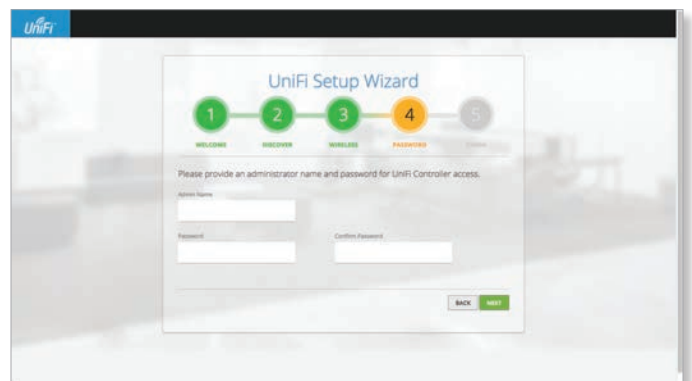 UniFi
UniFi Setup Wizard
1 2 3 4 5
WELCOME DISCOVER WIRELESS PASSWORD
Please provide an administrator name and password for UniFi Controller access.
Admin Name
Password Confirm Password
BACK NEXT